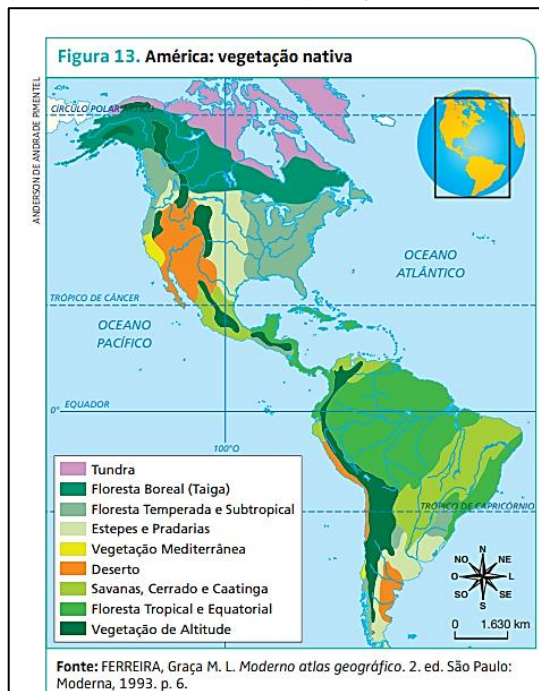 Figura 13. América: vegetação nativa
ANDERSON DE ANDRADE PIMENTEL
CÍRCULO POLAR ÁRTICO
OCEANO
ATLÂNTICO
TRÓPICO DE CÂNCER
OCEANO
PACÍFICO
0° EQUADOR
100°O
TRÓPICO DE CAPRICÓRNIO
Tundra
Floresta Boreal (Taiga)
Floresta Temperada e Subtropical
Estepes e Pradarias
Vegetação Mediterrânea
Deserto
Savanas, Cerrado e Caatinga
Floresta Tropical e Equatorial
Vegetação de Altitude
N
NO NE
O L
SO SE
S
0 1.630 km
Fonte: FERREIRA, Graça M. L. Moderno atlas geográfico. 2. ed. São Paulo:
Moderna, 1993. p. 6.